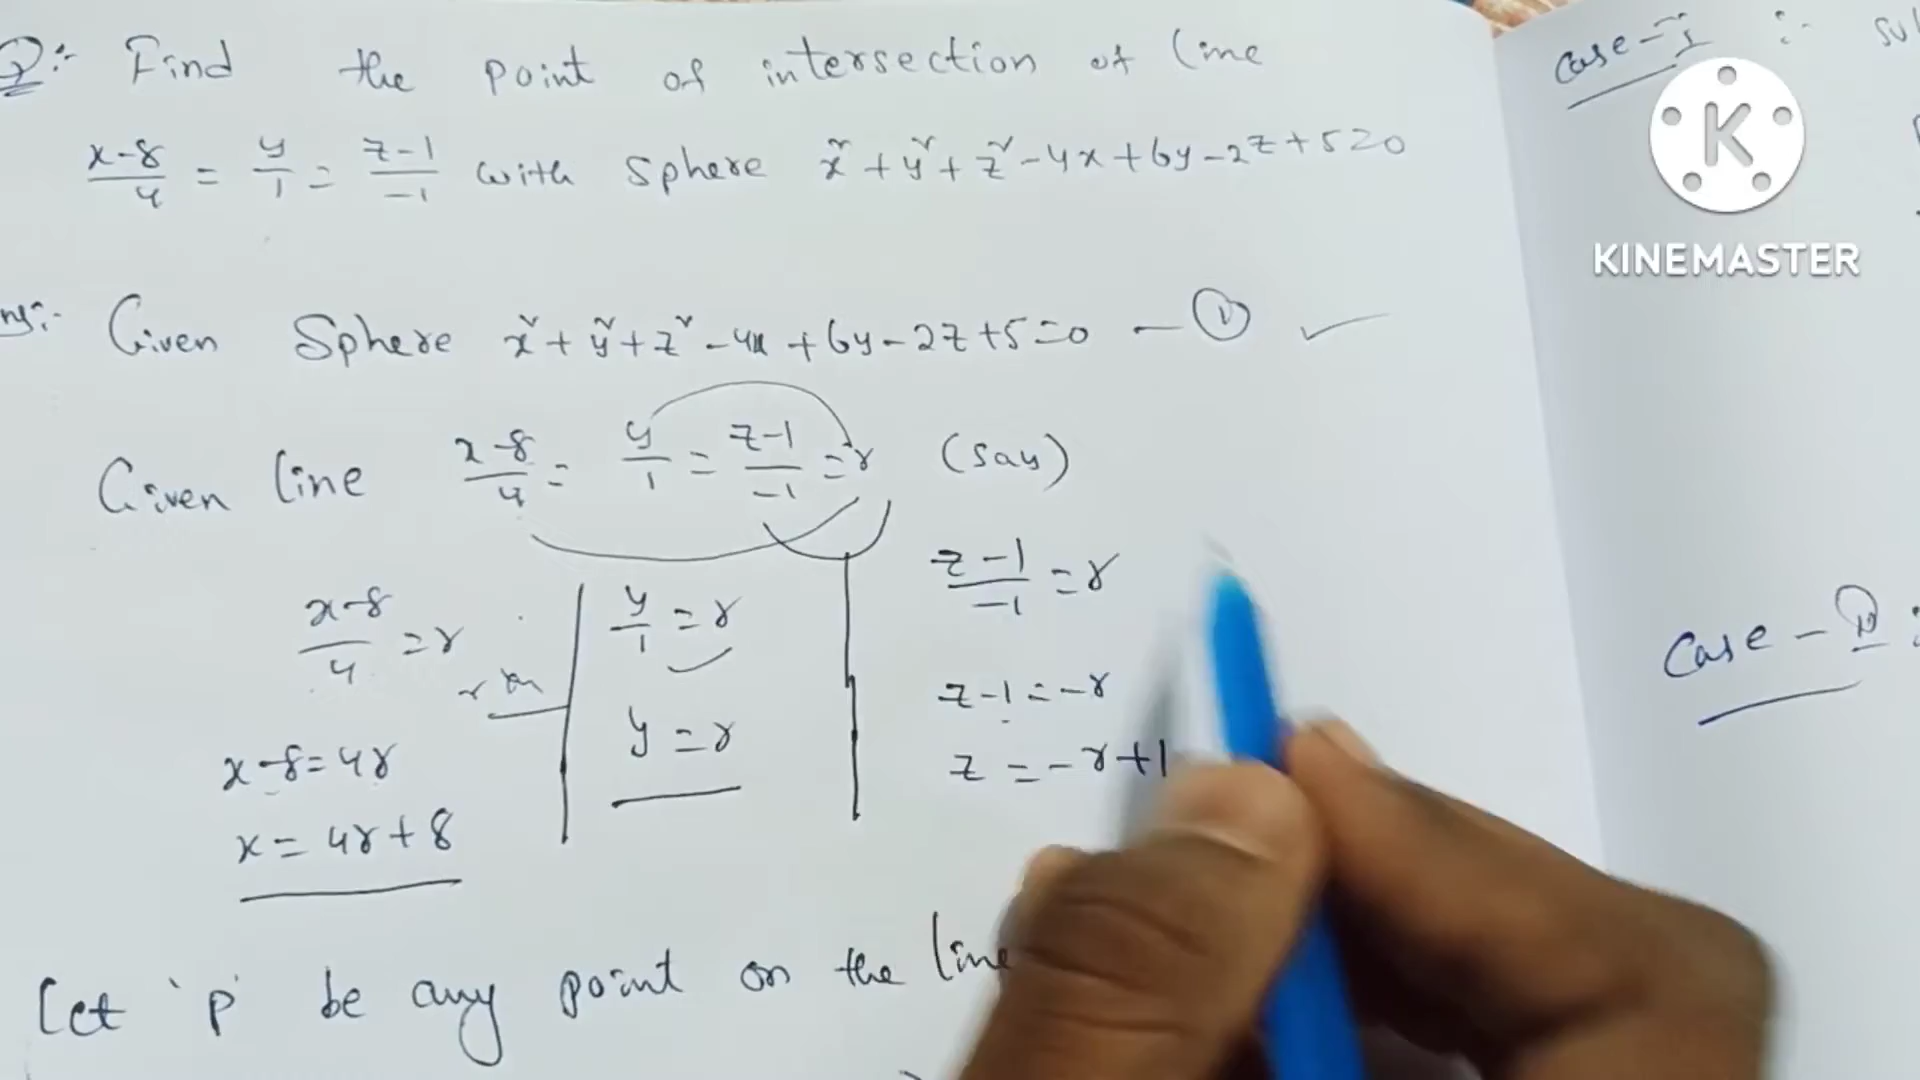 Q:- Find the point of intersection of line
x-8/4 = y/1 = z-1/-1 with sphere x²+y²+z²-4x+6y-2z+5=0
Ans:- Given Sphere x²+y²+z²-4x+6y-2z+5=0 — ①
Given line x-8/4 = y/1 = z-1/-1 = r (say)
x-8/4 = r
x-8=4r
x = 4r+8
y/1 = r
y = r
z-1/-1 = r
z-1=-r
z = -r+1
Let 'p' be any point on the line
Case-I :-
Case-II :
K
KINEMASTER